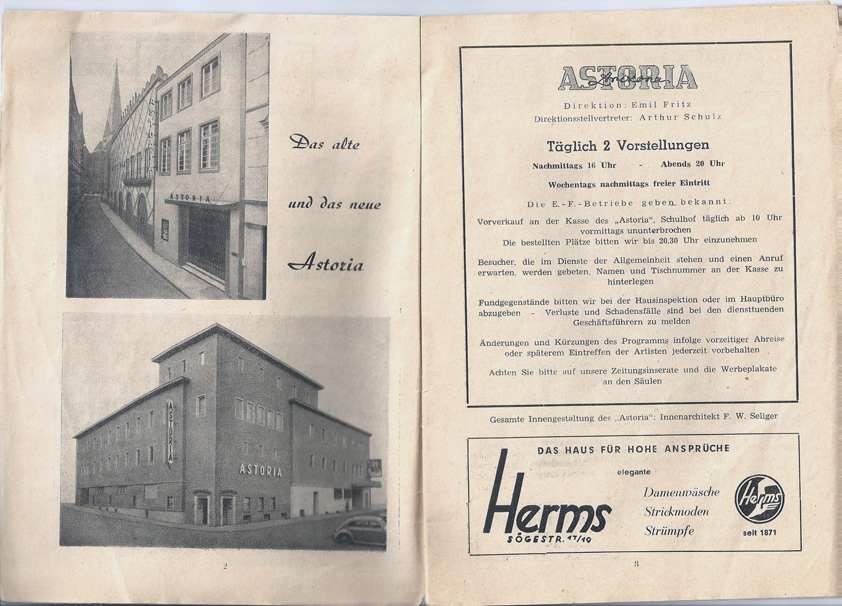 ASTORIA
Das alte
und das neue
Astoria
ASTORIA
ASTORIA
2
ASTORIA
Arizona
Direktion: Emil Fritz
Direktionsstellvertreter: Arthur Schulz
Täglich 2 Vorstellungen
Nachmittags 16 Uhr - Abends 20 Uhr
Wochentags nachmittags freier Eintritt
Die E.-F.-Betriebe geben bekannt:
Vorverkauf an der Kasse des „Astoria", Schulhof täglich ab 10 Uhr
vormittags ununterbrochen
Die bestellten Plätze bitten wir bis 20.30 Uhr einzunehmen
Besucher, die im Dienste der Allgemeinheit stehen und einen Anruf
erwarten, werden gebeten, Namen und Tischnummer an der Kasse zu
hinterlegen
Fundgegenstände bitten wir bei der Hausinspektion oder im Hauptbüro
abzugeben - Verluste und Schadensfälle sind bei den diensttuenden
Geschäftsführern zu melden
Änderungen und Kürzungen des Programms infolge vorzeitiger Abreise
oder späterem Eintreffen der Artisten jederzeit vorbehalten
Achten Sie bitte auf unsere Zeitungsinserate und die Werbeplakate
an den Säulen
Gesamte Innengestaltung des „Astoria": Innenarchitekt F. W. Seliger
DAS HAUS FÜR HOHE ANSPRÜCHE
elegante
Herms
SÖGESTR. 17/19
Damenwäsche
Strickmoden
Strümpfe
Herms
seit 1871
3